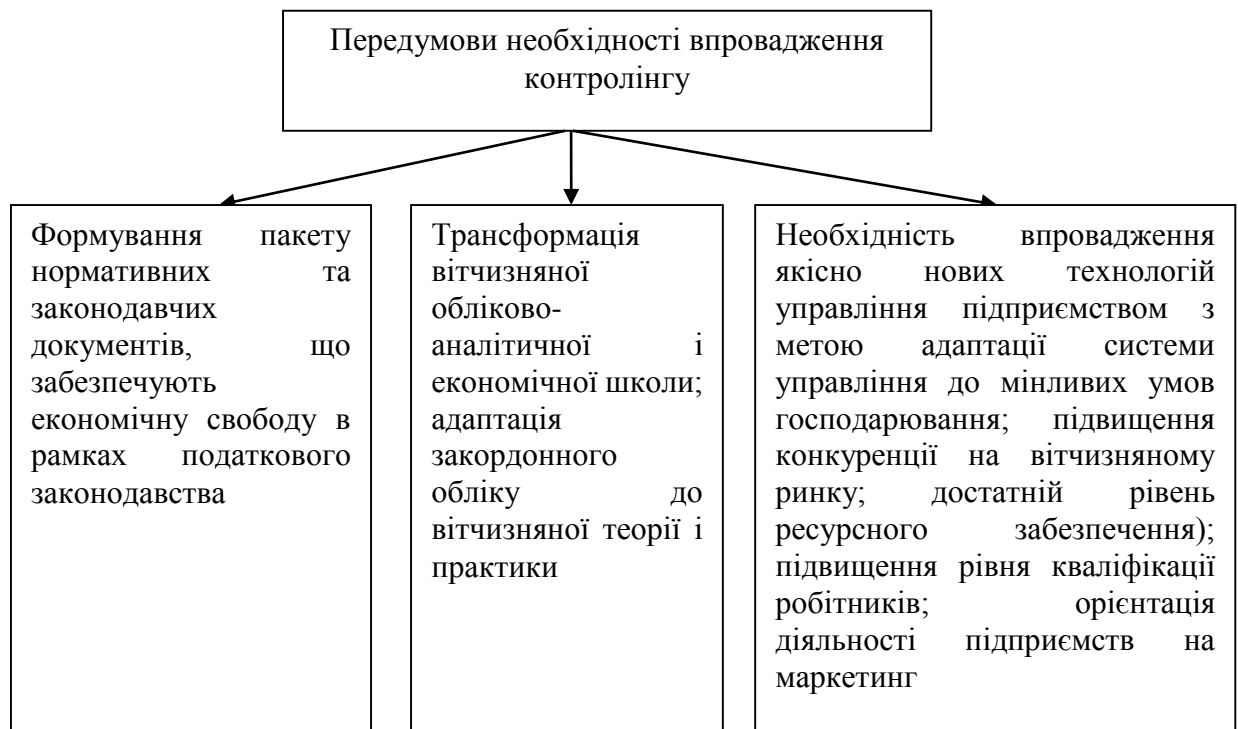 Передумови необхідності впровадження
контролінгу
Формування пакету
нормативних та
законодавчих
документів, що
забезпечують
економічну свободу в
рамках податкового
законодавства
Трансформація
вітчизняної
обліково-
аналітичної і
економічної школи;
адаптація
закордонного
обліку до
вітчизняної теорії і
практики
Необхідність впровадження
якісно нових технологій
управління підприємством з
метою адаптації системи
управління до мінливих умов
господарювання; підвищення
конкуренції на вітчизняному
ринку; достатній рівень
ресурсного забезпечення);
підвищення рівня кваліфікації
робітників; орієнтація
діяльності підприємств на
маркетинг